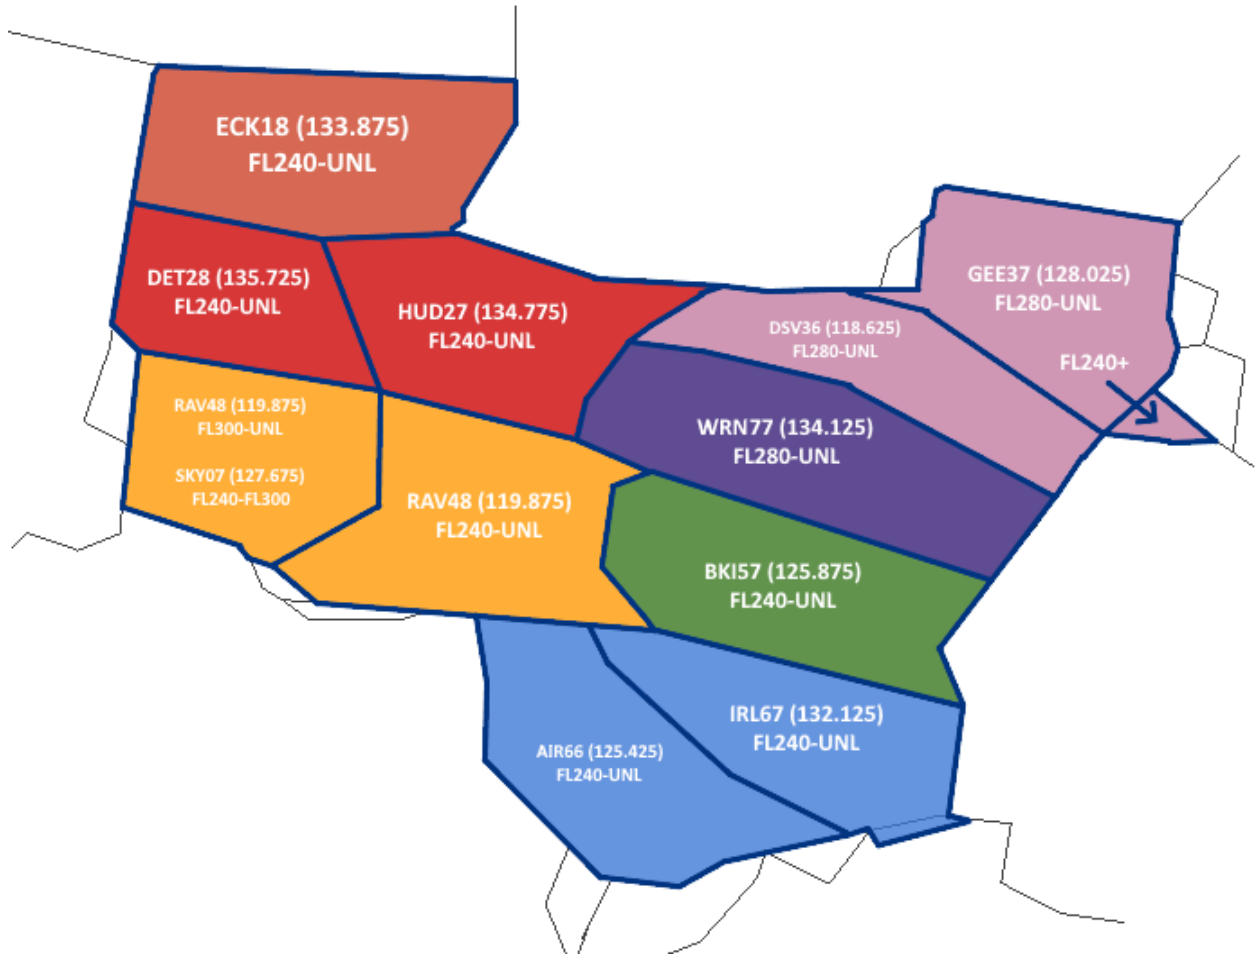 ECK18 (133.875)
FL240-UNL
DET28 (135.725)
FL240-UNL
HUD27 (134.775)
FL240-UNL
GEE37 (128.025)
FL280-UNL
FL240+
DSV36 (118.625)
FL280-UNL
RAV48 (119.875)
FL300-UNL
SKY07 (127.675)
FL240-FL300
WRN77 (134.125)
FL280-UNL
RAV48 (119.875)
FL240-UNL
BKI57 (125.875)
FL240-UNL
IRL67 (132.125)
FL240-UNL
AIR66 (125.425)
FL240-UNL